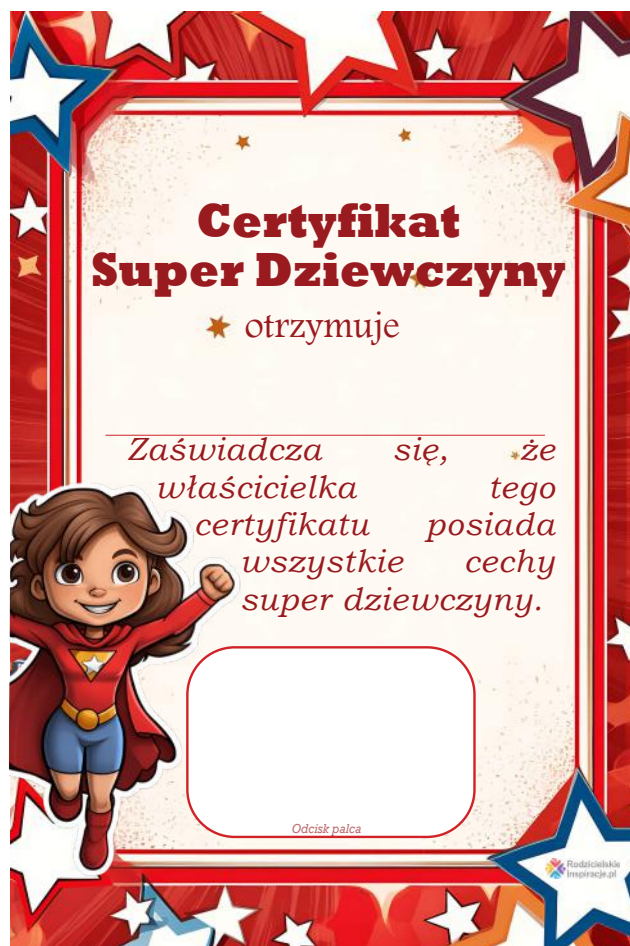 Certyfikat
Super Dziewczyny
otrzymuje
Zaświadcza się, że
właścicielka tego
certyfikatu posiada
wszystkie cechy
super dziewczyny.
Odcisk palca
Rodzicielskie
Inspiracje.pl